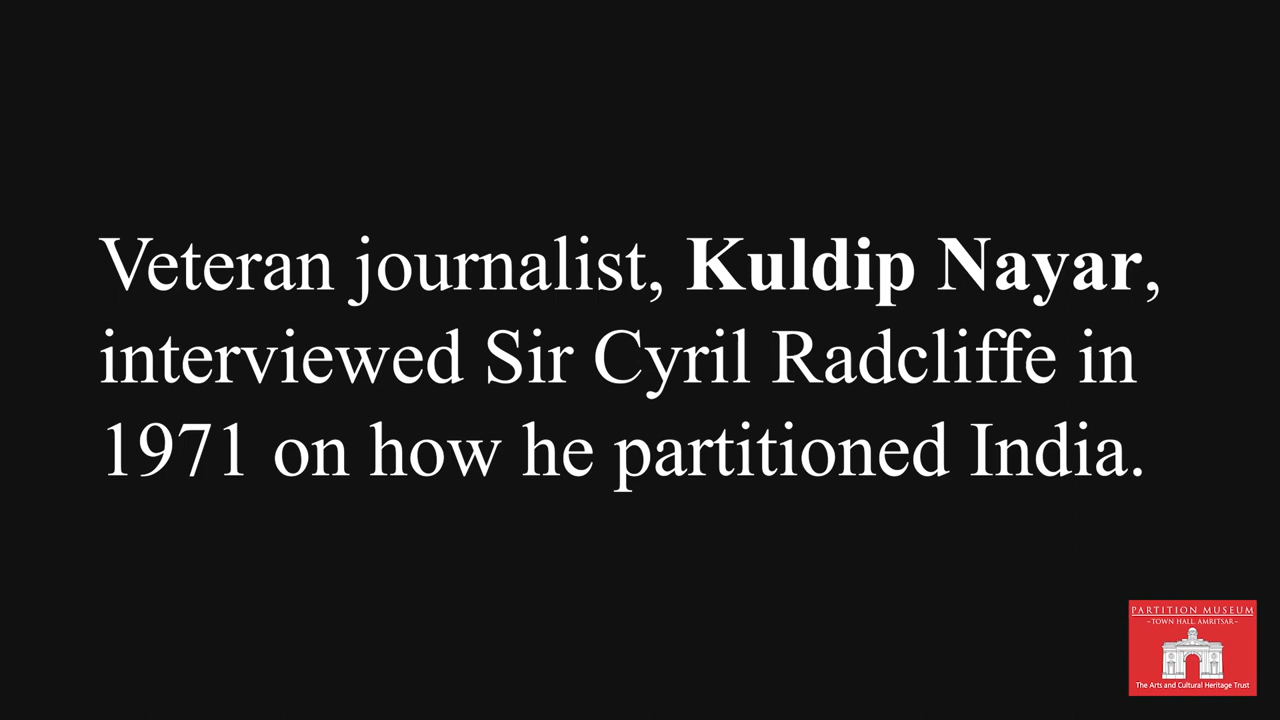 Veteran journalist, Kuldip Nayar,
interviewed Sir Cyril Radcliffe in
1971 on how he partitioned India.
PARTITION MUSEUM
~TOWN HALL, AMRITSAR~
The Arts and Cultural Heritage Trust